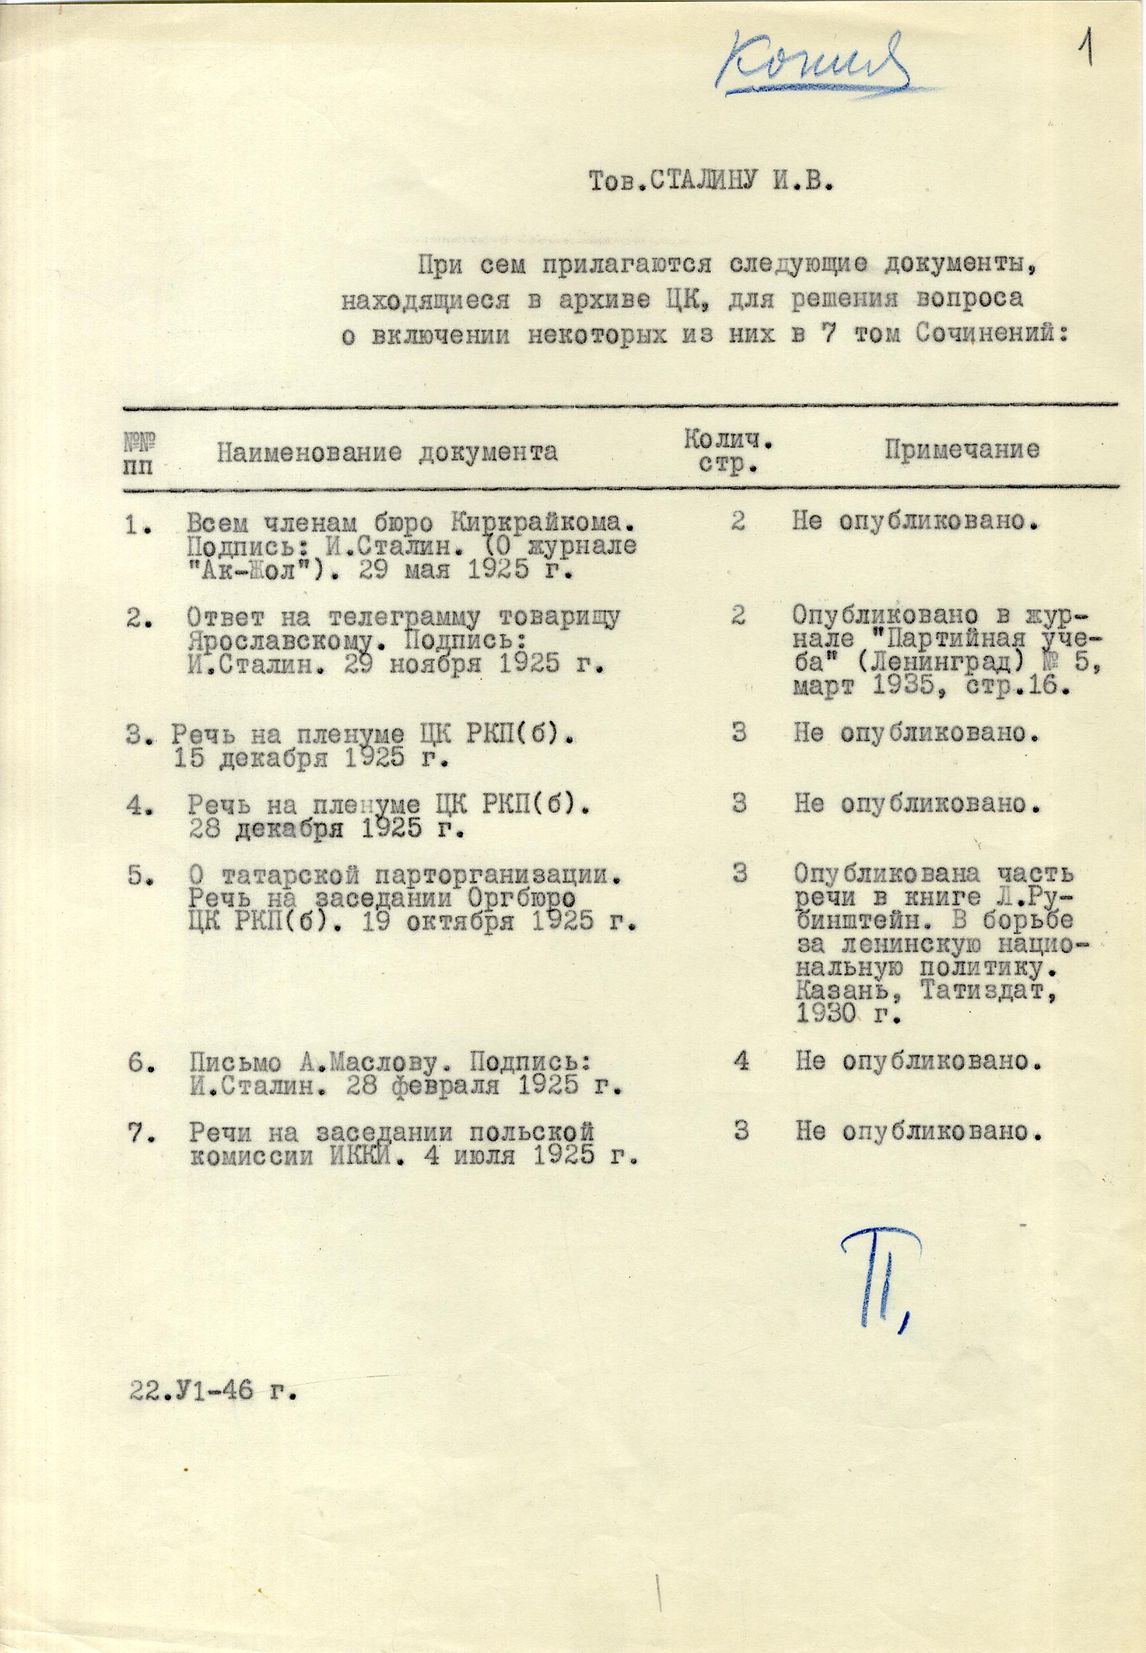 Копия
1
Тов.СТАЛИНУ И.В.
При сем прилагаются следующие документы,
находящиеся в архиве ЦК, для решения вопроса
о включении некоторых из них в 7 том Сочинений:
№№ пп Наименование документа Колич. стр. Примечание
1. Всем членам бюро Киркрайкома. 2 Не опубликовано.
Подпись: И.Сталин. (О журнале
"Ак-Жол"). 29 мая 1925 г.
2. Ответ на телеграмму товарищу 2 Опубликовано в жур-
Ярославскому. Подпись: нале "Партийная уче-
И.Сталин. 29 ноября 1925 г. ба" (Ленинград) № 5,
март 1935, стр.16.
3. Речь на пленуме ЦК РКП(б). 3 Не опубликовано.
15 декабря 1925 г.
4. Речь на пленуме ЦК РКП(б). 3 Не опубликовано.
28 декабря 1925 г.
5. О татарской парторганизации. 3 Опубликована часть
Речь на заседании Оргбюро речи в книге Л.Ру-
ЦК РКП(б). 19 октября 1925 г. бинштейн. В борьбе
за ленинскую нацио-
нальную политику.
Казань, Татиздат,
1930 г.
6. Письмо А.Маслову. Подпись: 4 Не опубликовано.
И.Сталин. 28 февраля 1925 г.
7. Речи на заседании польской 3 Не опубликовано.
комиссии ИККИ. 4 июля 1925 г.
П,
22.У1-46 г.